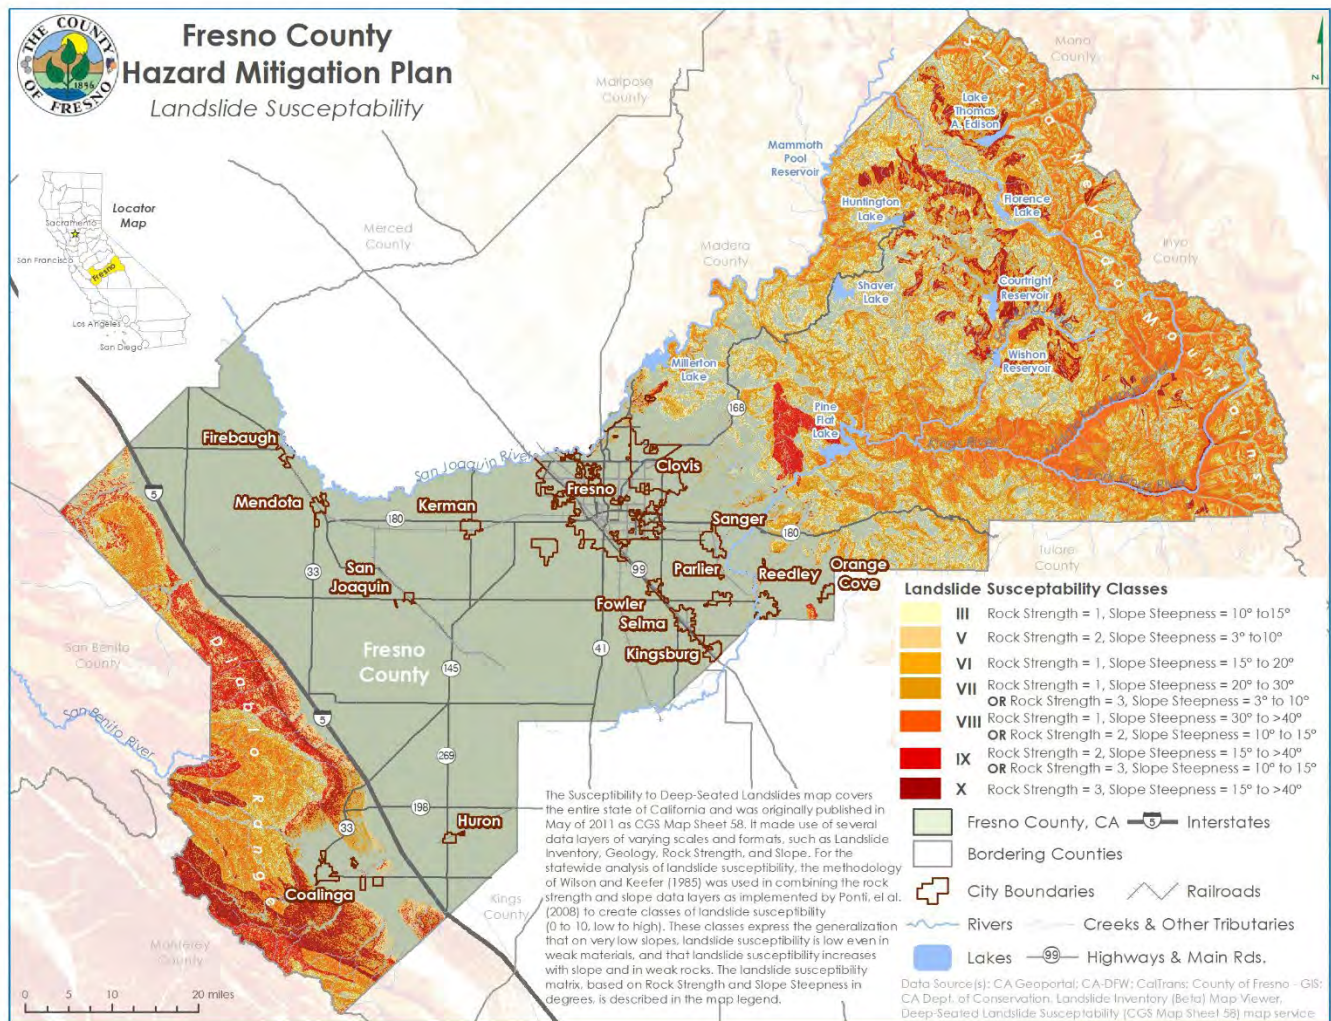 THE COUNTY OF FRESNO
1856
Fresno County
Hazard Mitigation Plan
Landslide Susceptability
Locator
Map
Sacramento
San Francisco
Fresno
Los Angeles
San Diego
Mariposa
County
Mono
County
Merced
County
Madera
County
Inyo
County
Tulare
County
Kings
County
San Benito
County
Monterey
County
Mammoth
Pool
Reservoir
Lake
Thomas
A. Edison
Huntington
Lake
Florence
Lake
Shaver
Lake
Courtright
Reservoir
Wishon
Reservoir
Millerton
Lake
Pine
Flat
Lake
Sierra Nevada Mountains
Diablo Range
San Joaquin River
San Benito River
Firebaugh
Mendota
Kerman
San
Joaquin
Fresno
Clovis
Sanger
Parlier
Reedley
Orange
Cove
Fowler
Selma
Kingsburg
Huron
Coalinga
Fresno
County
5
5
180
180
168
33
33
99
41
145
269
198
N
Landslide Susceptability Classes
III Rock Strength = 1, Slope Steepness = 10° to15°
V Rock Strength = 2, Slope Steepness = 3° to10°
VI Rock Strength = 1, Slope Steepness = 15° to 20°
VII Rock Strength = 1, Slope Steepness = 20° to 30°
OR Rock Strength = 3, Slope Steepness = 3° to 10°
VIII Rock Strength = 1, Slope Steepness = 30° to >40°
OR Rock Strength = 2, Slope Steepness = 10° to 15°
IX Rock Strength = 2, Slope Steepness = 15° to >40°
OR Rock Strength = 3, Slope Steepness = 10° to 15°
X Rock Strength = 3, Slope Steepness = 15° to >40°
Fresno County, CA 5 Interstates
Bordering Counties
City Boundaries Railroads
Rivers Creeks & Other Tributaries
Lakes 99 Highways & Main Rds.
The Susceptibility to Deep-Seated Landslides map covers
the entire state of California and was originally published in
May of 2011 as CGS Map Sheet 58. It made use of several
data layers of varying scales and formats, such as Landslide
Inventory, Geology, Rock Strength, and Slope. For the
statewide analysis of landslide susceptibility, the methodology
of Wilson and Keefer (1985) was used in combining the rock
strength and slope data layers as implemented by Ponti, el al.
(2008) to create classes of landslide susceptibility
(0 to 10, low to high). These classes express the generalization
that on very low slopes, landslide susceptibility is low even in
weak materials, and that landslide susceptibility increases
with slope and in weak rocks. The landslide susceptibility
matrix, based on Rock Strength and Slope Steepness in
degrees, is described in the map legend.
Data Source(s): CA Geoportal; CA-DFW; CalTrans; County of Fresno - GIS;
CA Dept. of Conservation, Landslide Inventory (Beta) Map Viewer,
Deep-Seated Landslide Susceptibility (CGS Map Sheet 58) map service
0 5 10 20 miles